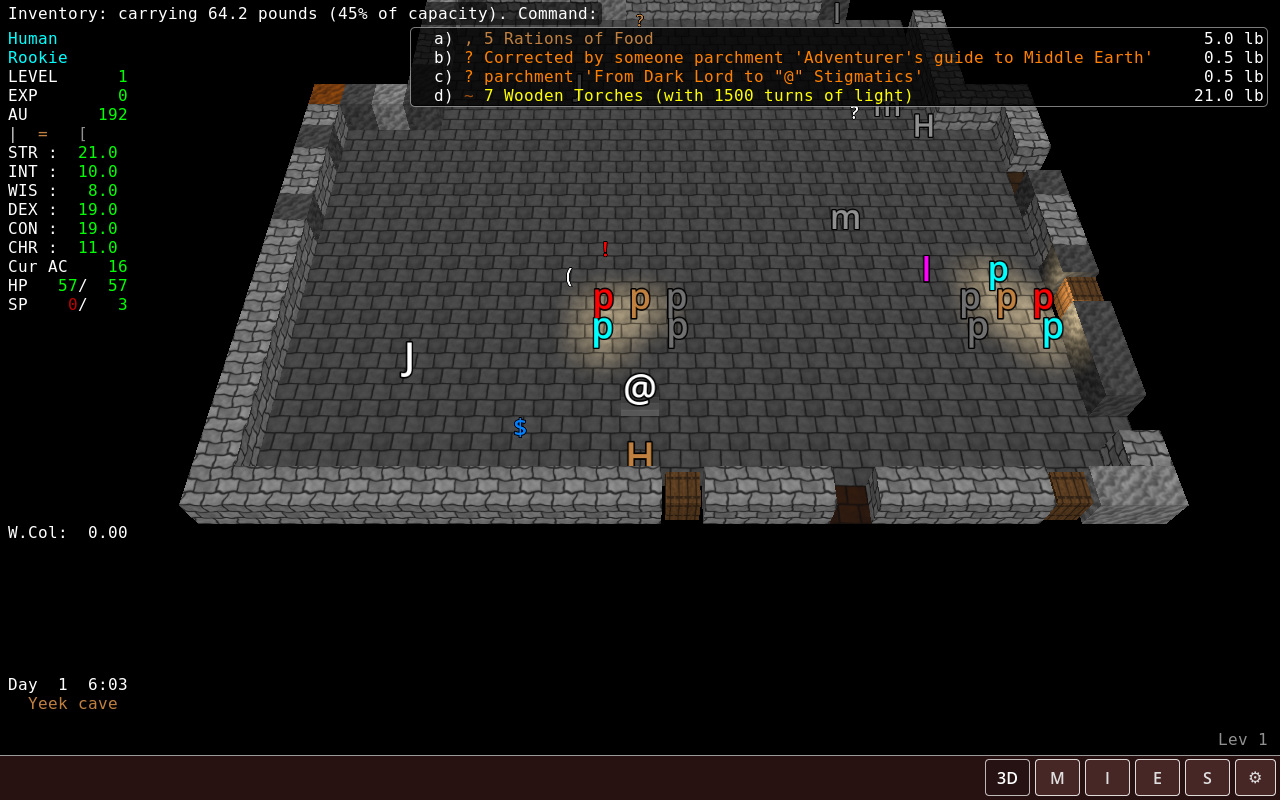 Inventory: carrying 64.2 pounds (45% of capacity). Command:
Human
Rookie
LEVEL 1
EXP 0
AU 192
| = [
STR : 21.0
INT : 10.0
WIS : 8.0
DEX : 19.0
CON : 19.0
CHR : 11.0
Cur AC 16
HP 57/ 57
SP 0/ 3
a) , 5 Rations of Food 5.0 lb
b) ? Corrected by someone parchment 'Adventurer's guide to Middle Earth' 0.5 lb
c) ? parchment 'From Dark Lord to "@" Stigmatics' 0.5 lb
d) ~ 7 Wooden Torches (with 1500 turns of light) 21.0 lb
? m
H
m
!
( | p
p p p p p p
p p p p
J
@
$
H
W.Col: 0.00
Day 1 6:03
Yeek cave
Lev 1
3D M I E S ⚙